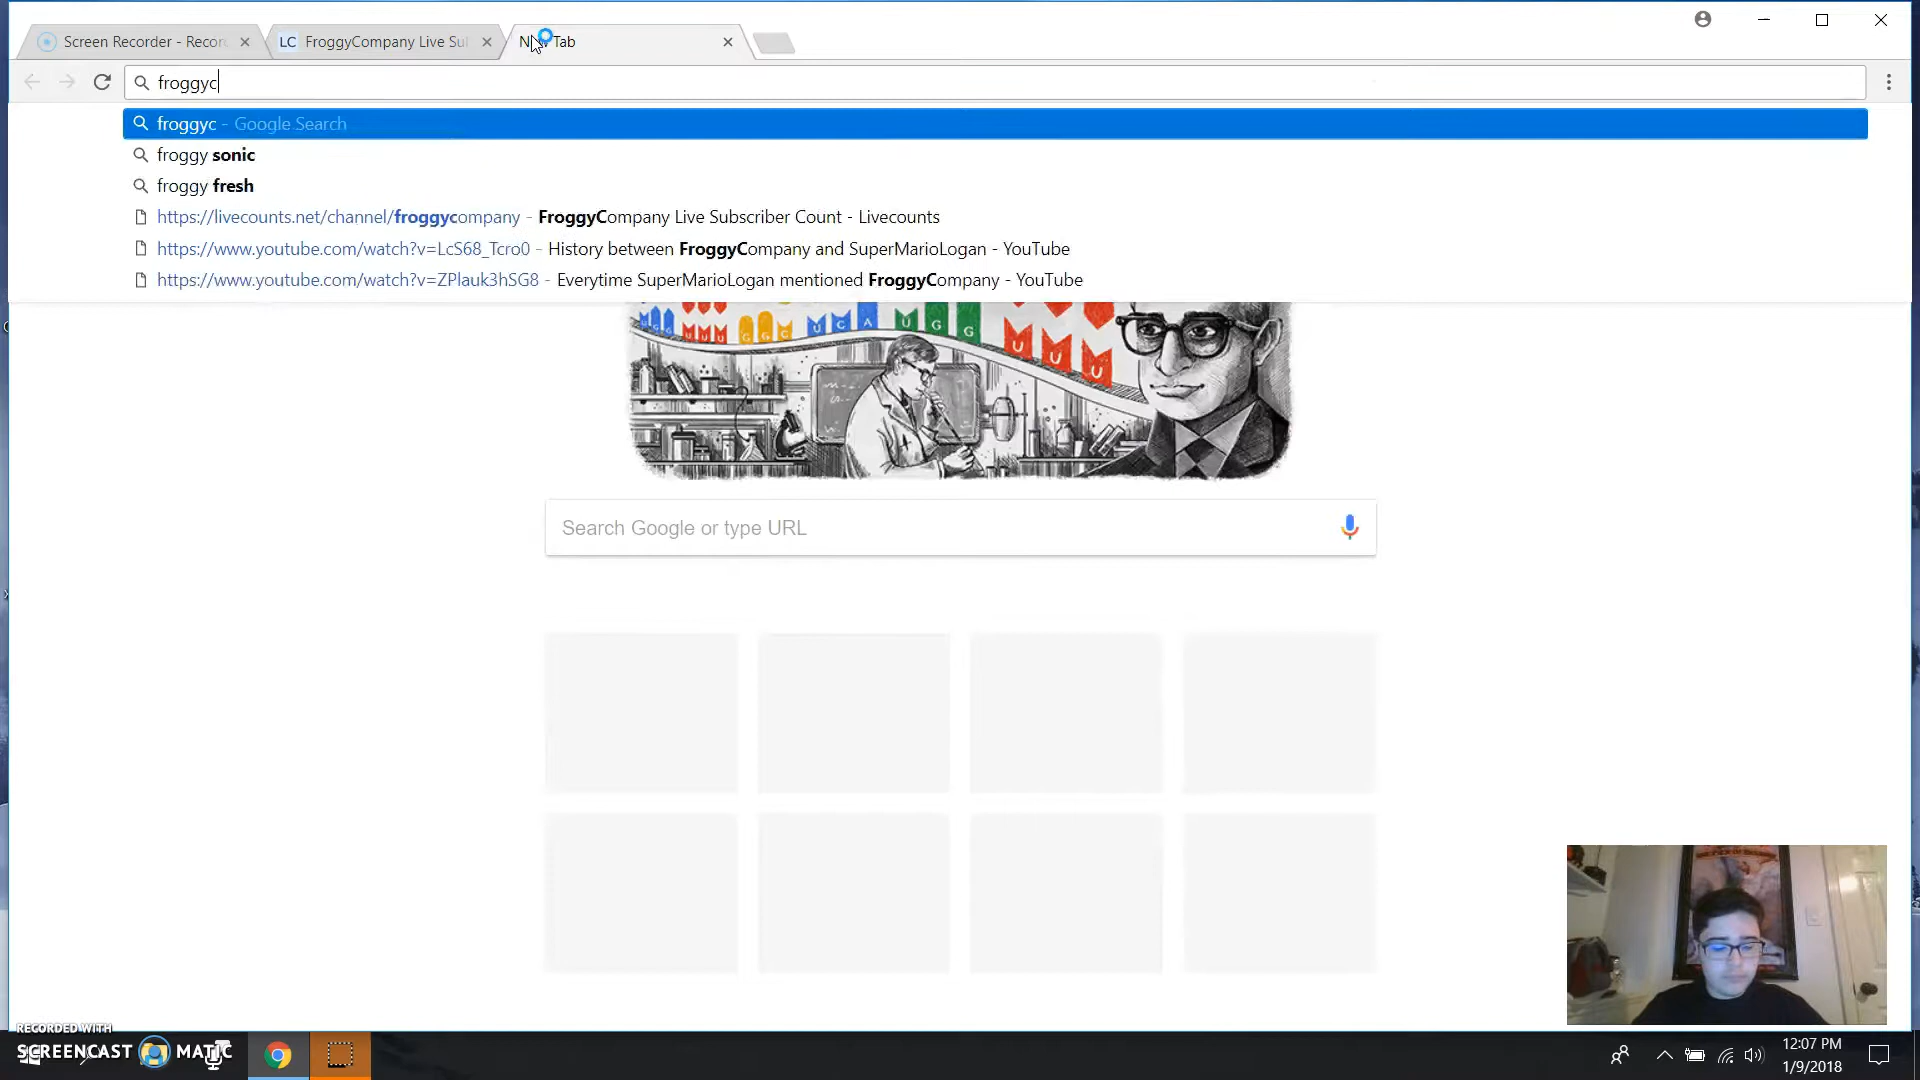 Screen Recorder - Recor
LC FroggyCompany Live Su
New Tab
froggyc
froggyc - Google Search
froggy sonic
froggy fresh
https://livecounts.net/channel/froggycompany - FroggyCompany Live Subscriber Count - Livecounts
https://www.youtube.com/watch?v=LcS68_Tcro0 - History between FroggyCompany and SuperMarioLogan - YouTube
https://www.youtube.com/watch?v=ZPlauk3hSG8 - Everytime SuperMarioLogan mentioned FroggyCompany - YouTube
U G G U U U G G C U C A U G G U U U
Search Google or type URL
RECORDED WITH
SCREENCAST MATIC
12:07 PM
1/9/2018